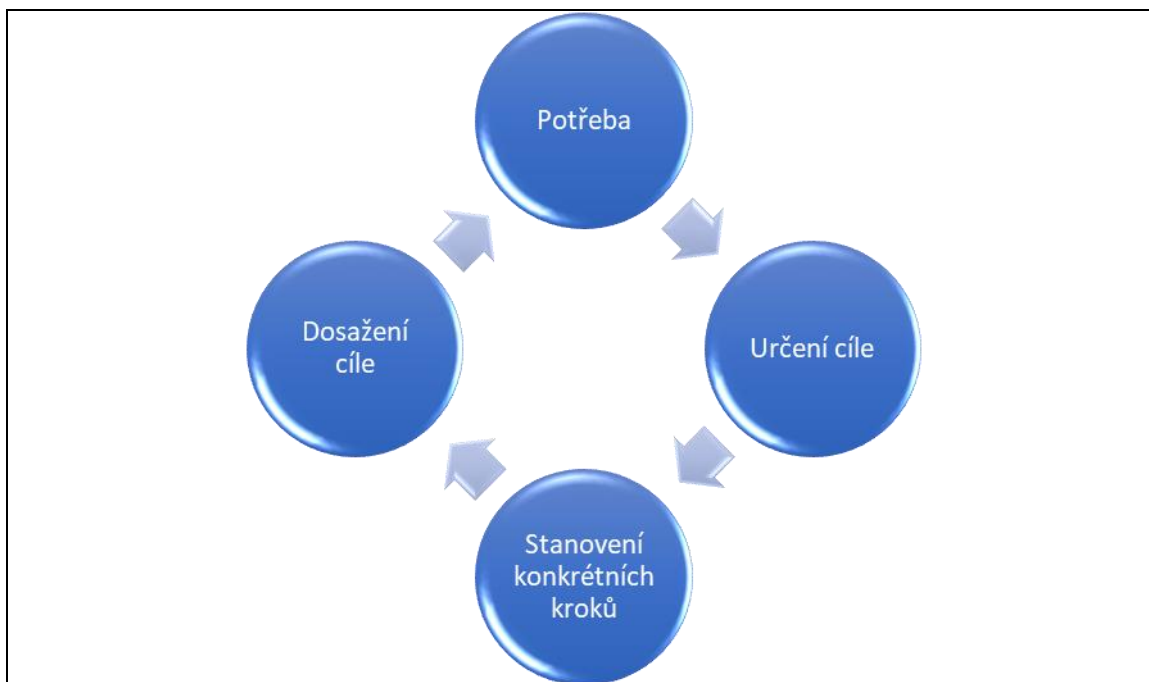 Potřeba
Určení cíle
Stanovení
konkrétních
kroků
Dosažení
cíle